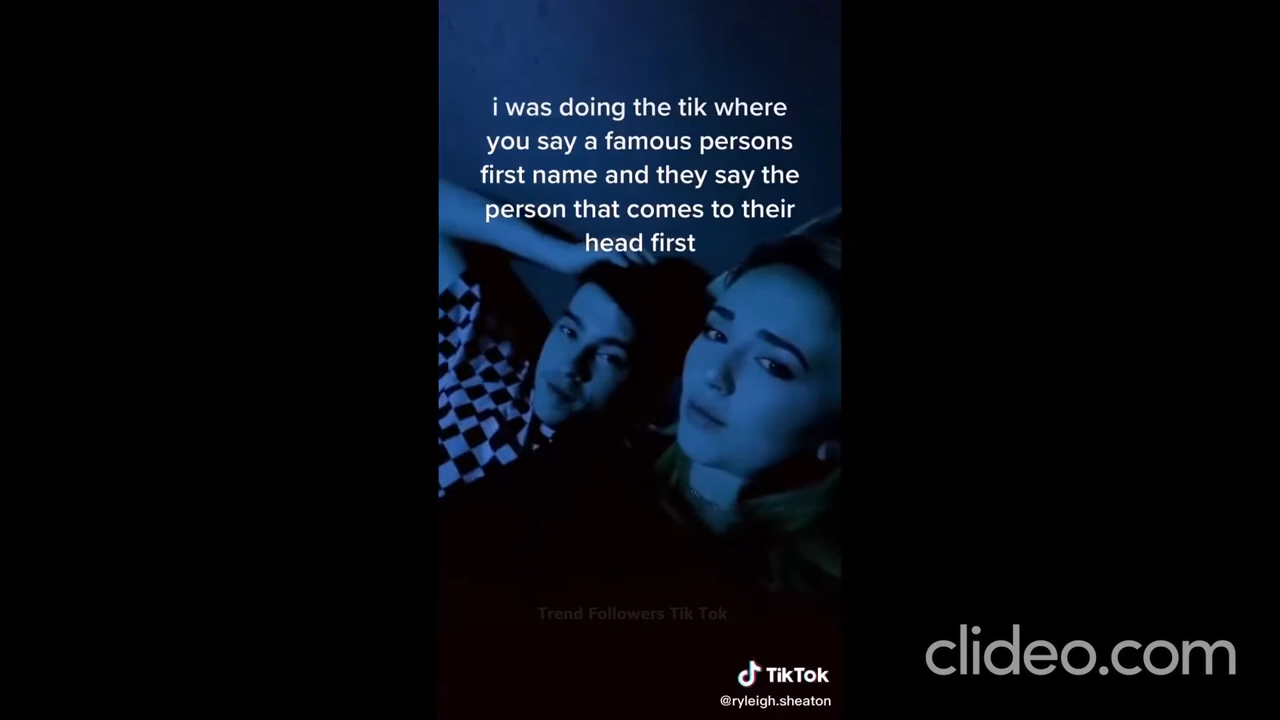 i was doing the tik where
you say a famous persons
first name and they say the
person that comes to their
head first
Trend Followers Tik Tok
TikTok
@ryleigh.sheaton
clideo.com